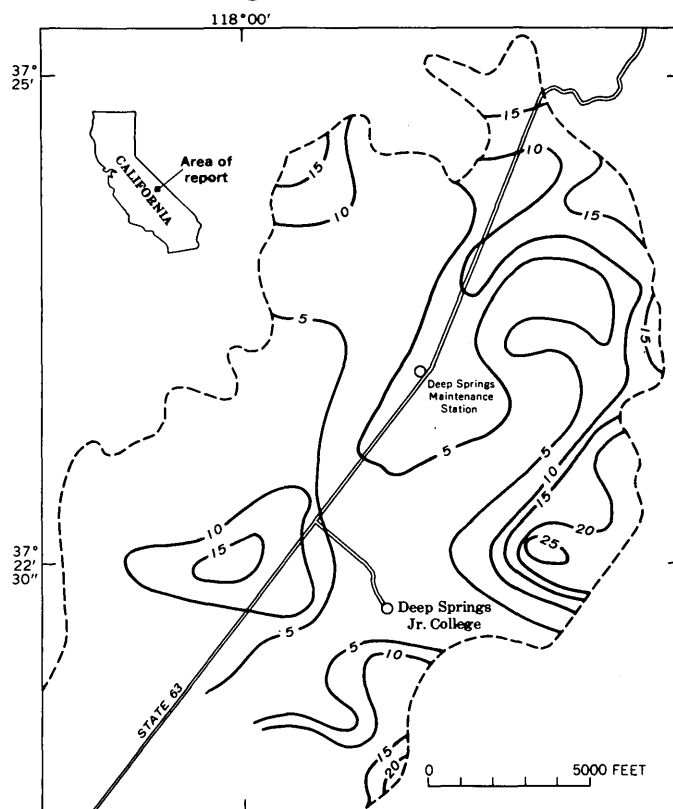 118°00′
37°
25′
CALIFORNIA
Area of
report
15
10
15
10
15
5
15
Deep Springs
Maintenance
Station
5
5
10
15
20
25
10
15
37°
22′
30″
Deep Springs
Jr. College
5
5
10
STATE 63
15
20
0
5000 FEET